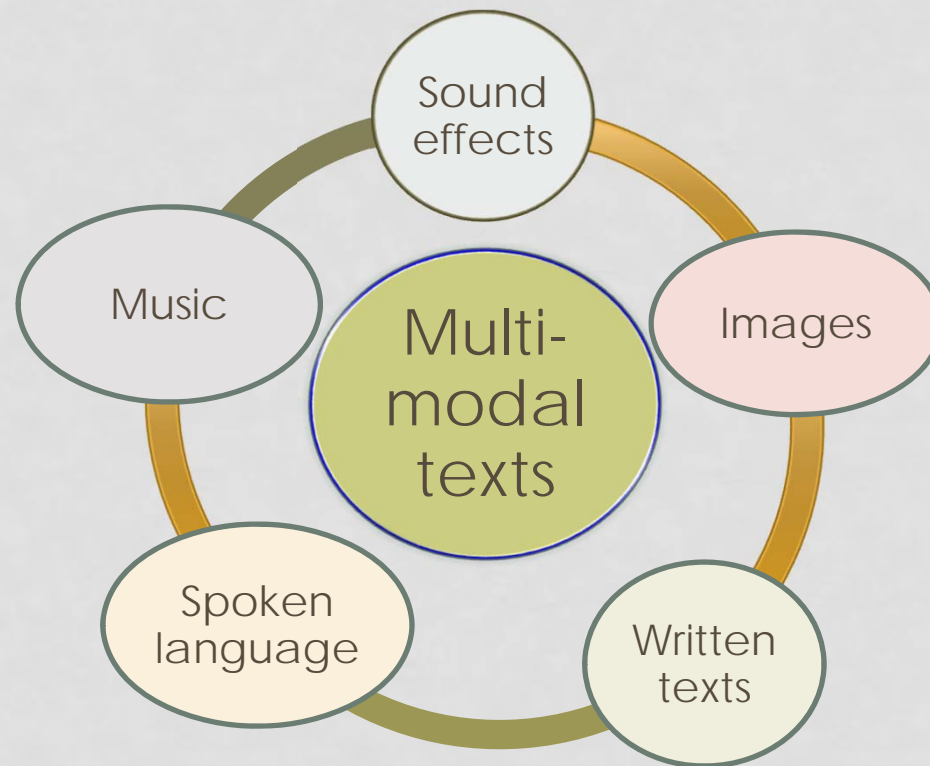 Sound
effects
Images
Written
texts
Spoken
language
Music
Multi-
modal
texts